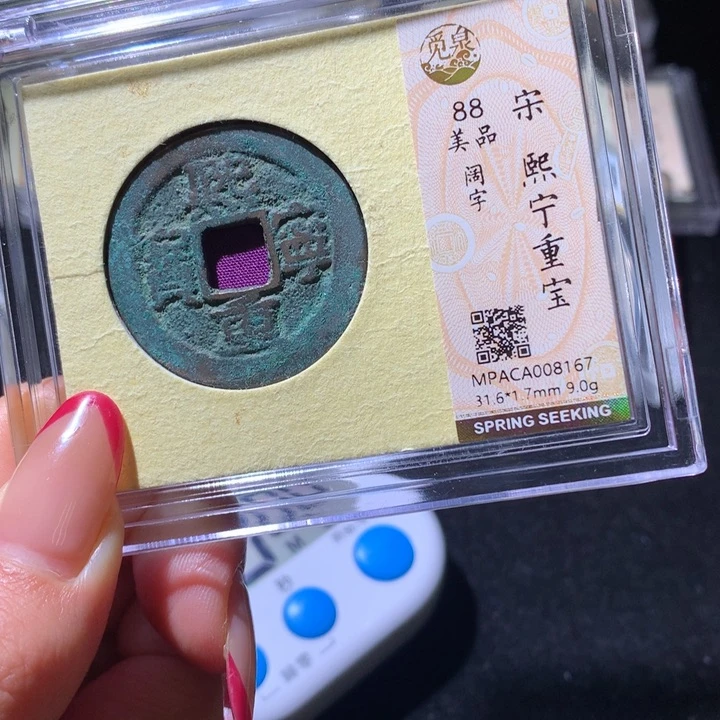 熙
寧
重
寶
觅泉
88
美品
阔字
宋 熙宁重宝
MPACA008167
31.6*1.7mm 9.0g
SPRING SEEKING